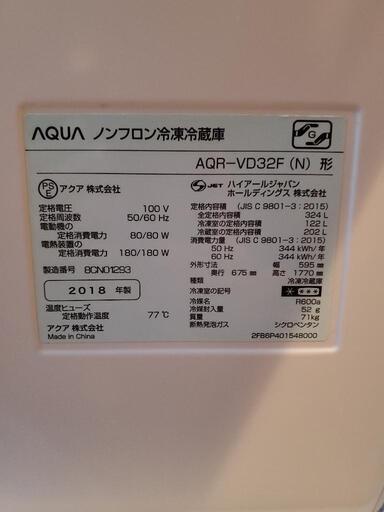 AQUA ノンフロン冷凍冷蔵庫
G
AQR-VD32F (N) 形
PS
E
アクア 株式会社
定格電圧 100 V
定格周波数 50/60 Hz
電動機の
定格消費電力 80/80 W
電熱装置の
定格消費電力 180/180 W
製造番号 8CN01293
2018 年製
温度ヒューズ
定格動作温度 77℃
アクア 株式会社
Made in China
JET ハイアールジャパン
ホールディングス 株式会社
定格内容積 (JIS C 9801-3:2015)
全定格内容積 324 L
冷凍室の定格内容積 122 L
冷蔵室の定格内容積 202 L
消費電力量 (JIS C 9801-3:2015)
50 Hz 344 kWh/年
60 Hz 344 kWh/年
外形寸法 幅 595 mm
奥行 675 mm 高さ 1770 mm
種類 冷凍冷蔵庫
冷凍室の記号
冷媒名 R600a
冷媒封入量 52 g
質量 71kg
断熱発泡ガス シクロペンタン
2FB6P401548000